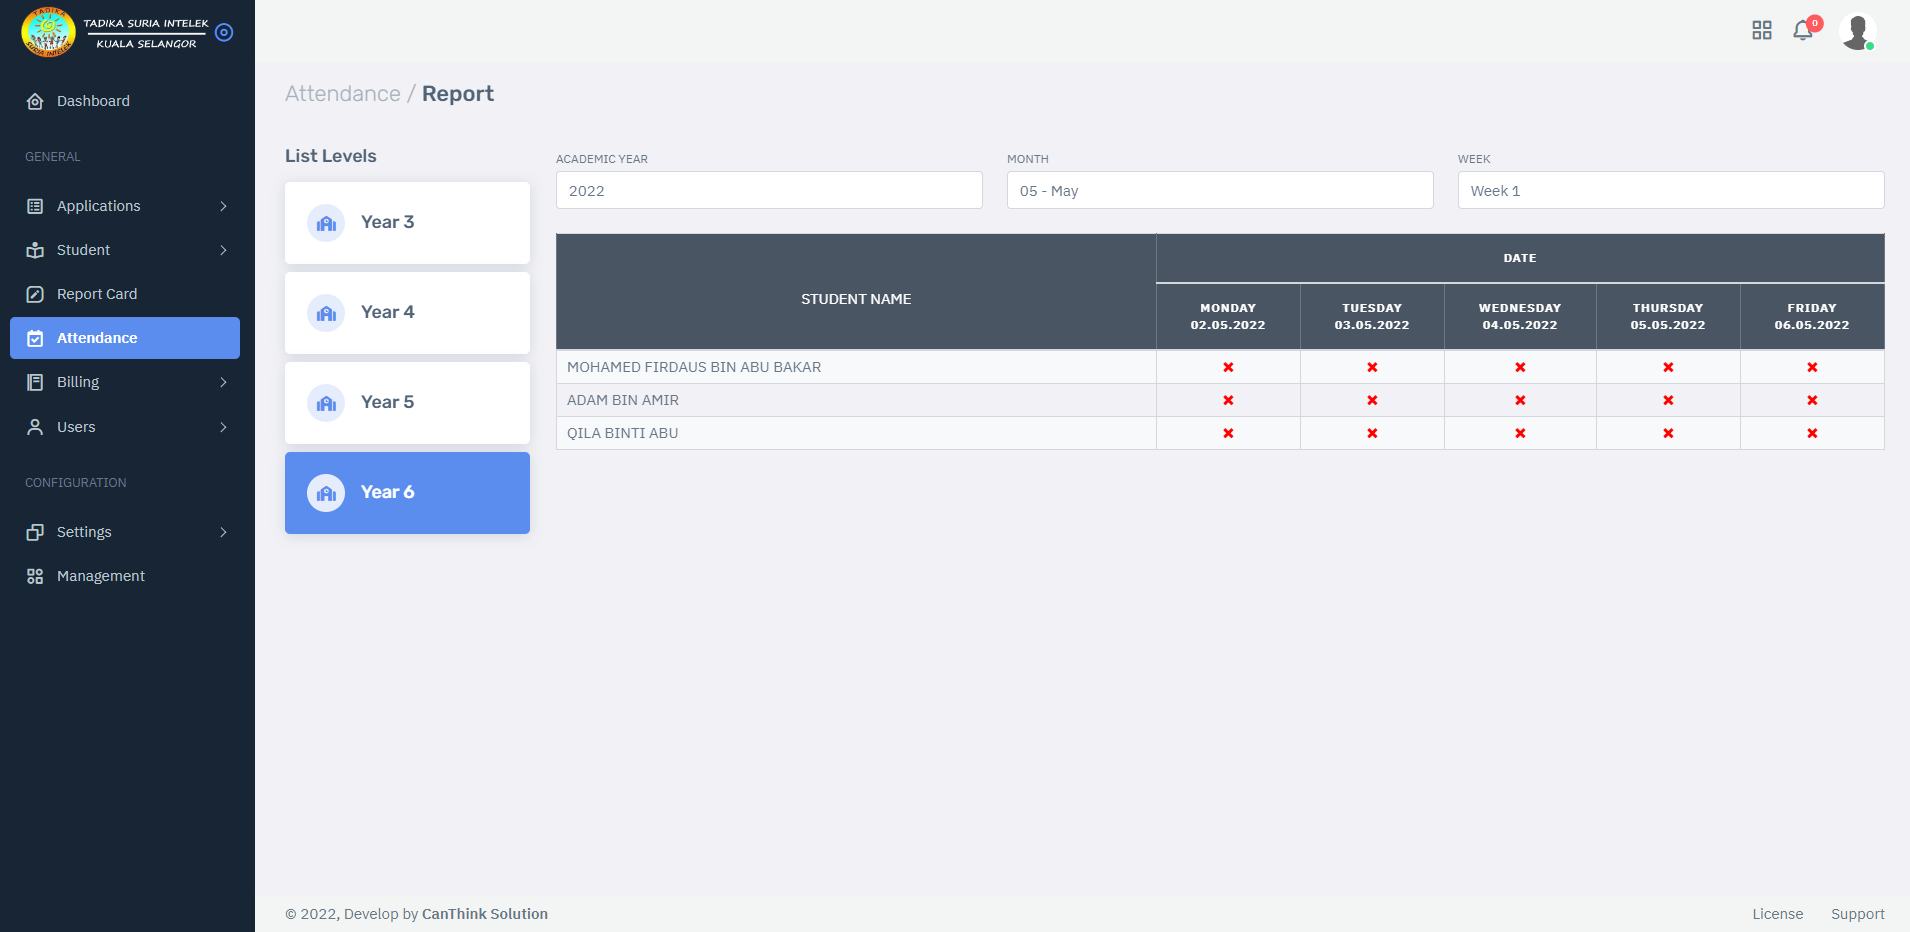 TADIKA
SURIA INTELEK
TADIKA SURIA INTELEK
KUALA SELANGOR
0
Dashboard
GENERAL
Applications
Student
Report Card
Attendance
Billing
Users
CONFIGURATION
Settings
Management
Attendance / Report
List Levels
Year 3
Year 4
Year 5
Year 6
ACADEMIC YEAR
2022
MONTH
05 - May
WEEK
Week 1
STUDENT NAME
DATE
MONDAY
02.05.2022
TUESDAY
03.05.2022
WEDNESDAY
04.05.2022
THURSDAY
05.05.2022
FRIDAY
06.05.2022
MOHAMED FIRDAUS BIN ABU BAKAR
ADAM BIN AMIR
QILA BINTI ABU
© 2022, Develop by CanThink Solution
License Support